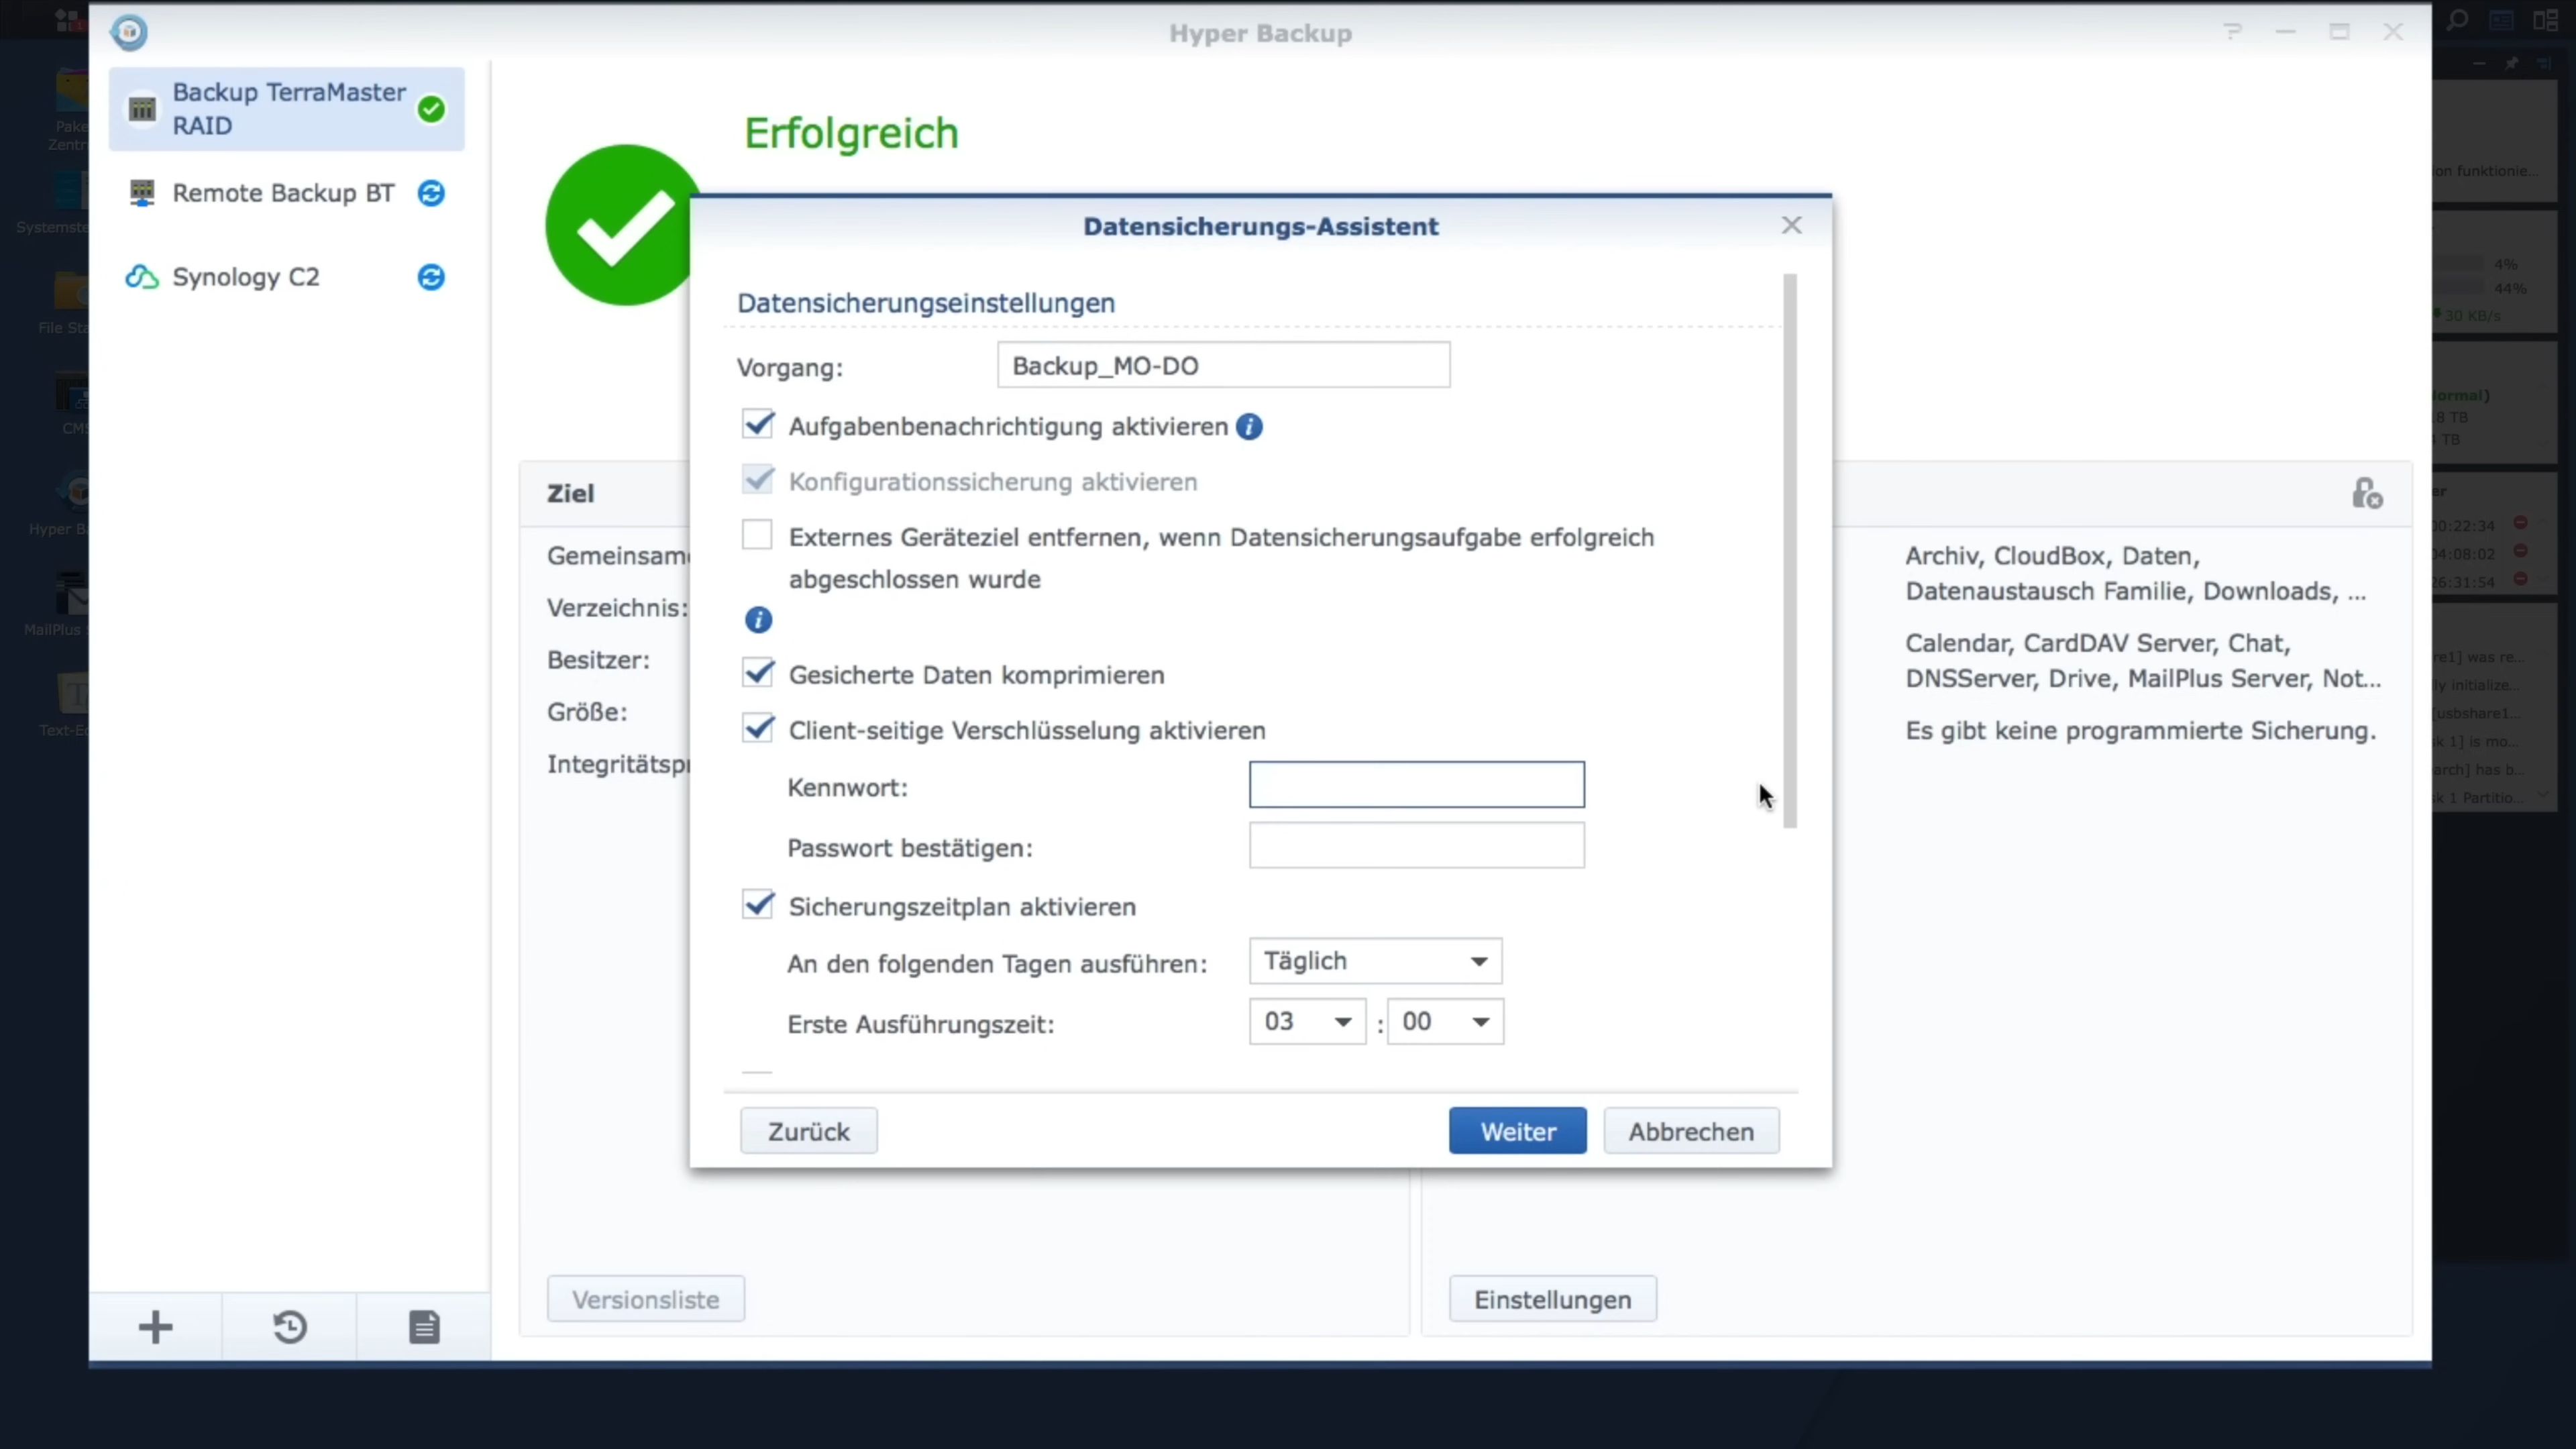 Hyper Backup
Backup TerraMaster
RAID
Remote Backup BT
Synology C2
Erfolgreich
Datensicherungs-Assistent
Datensicherungseinstellungen
Vorgang: Backup_MO-DO
Aufgabenbenachrichtigung aktivieren
Konfigurationssicherung aktivieren
Externes Geräteziel entfernen, wenn Datensicherungsaufgabe erfolgreich
abgeschlossen wurde
Gesicherte Daten komprimieren
Client-seitige Verschlüsselung aktivieren
Kennwort:
Passwort bestätigen:
Sicherungszeitplan aktivieren
An den folgenden Tagen ausführen: Täglich
Erste Ausführungszeit: 03 : 00
Zurück
Weiter
Abbrechen
Ziel
Verzeichnis:
Besitzer:
Größe:
Archiv, CloudBox, Daten,
Datenaustausch Familie, Downloads, ...
Calendar, CardDAV Server, Chat,
DNSServer, Drive, MailPlus Server, Not...
Es gibt keine programmierte Sicherung.
Versionsliste
Einstellungen
4%
44%
30 KB/s